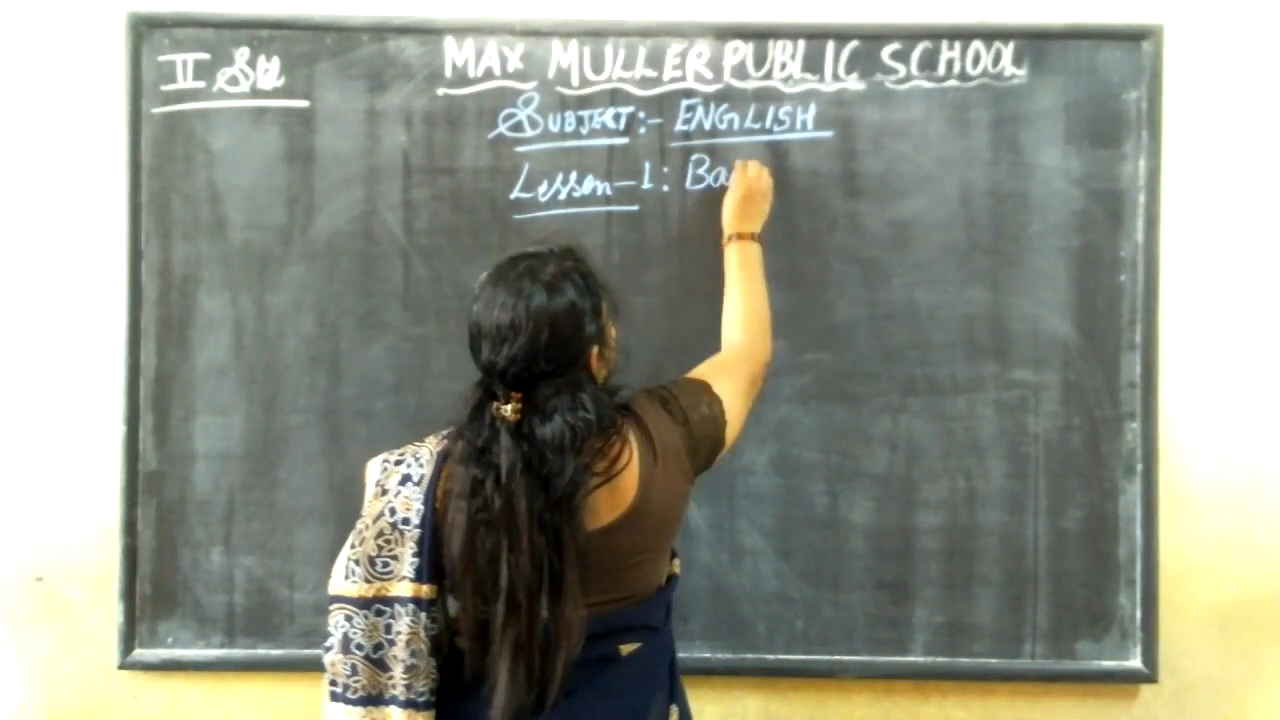 II Std
MAX MULLER PUBLIC SCHOOL
SUBJECT:- ENGLISH
Lesson-1: Ba